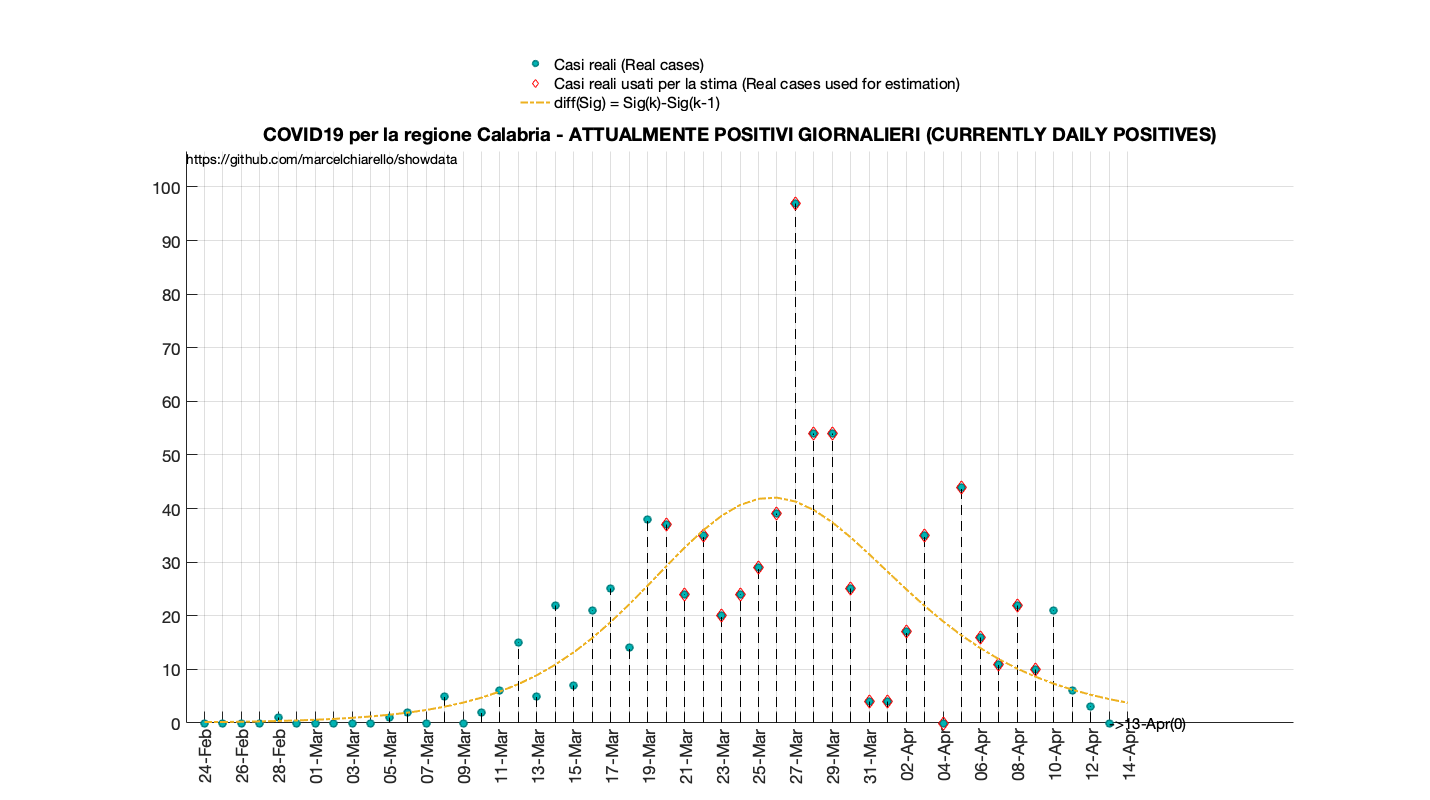 Casi reali (Real cases)
Casi reali usati per la stima (Real cases used for estimation)
diff(Sig) = Sig(k)-Sig(k-1)
COVID19 per la regione Calabria - ATTUALMENTE POSITIVI GIORNALIERI (CURRENTLY DAILY POSITIVES)
https://github.com/marcelchiarello/showdata
100
90
80
70
60
50
40
30
20
10
0
->13-Apr(0)
24-Feb
26-Feb
28-Feb
01-Mar
03-Mar
05-Mar
07-Mar
09-Mar
11-Mar
13-Mar
15-Mar
17-Mar
19-Mar
21-Mar
23-Mar
25-Mar
27-Mar
29-Mar
31-Mar
02-Apr
04-Apr
06-Apr
08-Apr
10-Apr
12-Apr
14-Apr